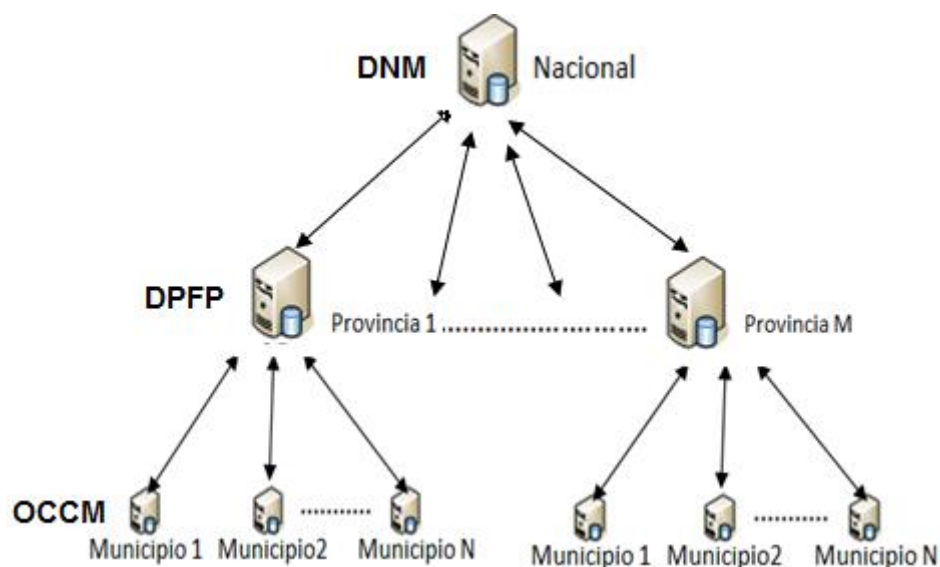 DNM Nacional
DPFP
Provincia 1 ........................ Provincia M
OCCM
Municipio 1 Municipio2 ............ Municipio N Municipio 1 Municipio2 ............ Municipio N